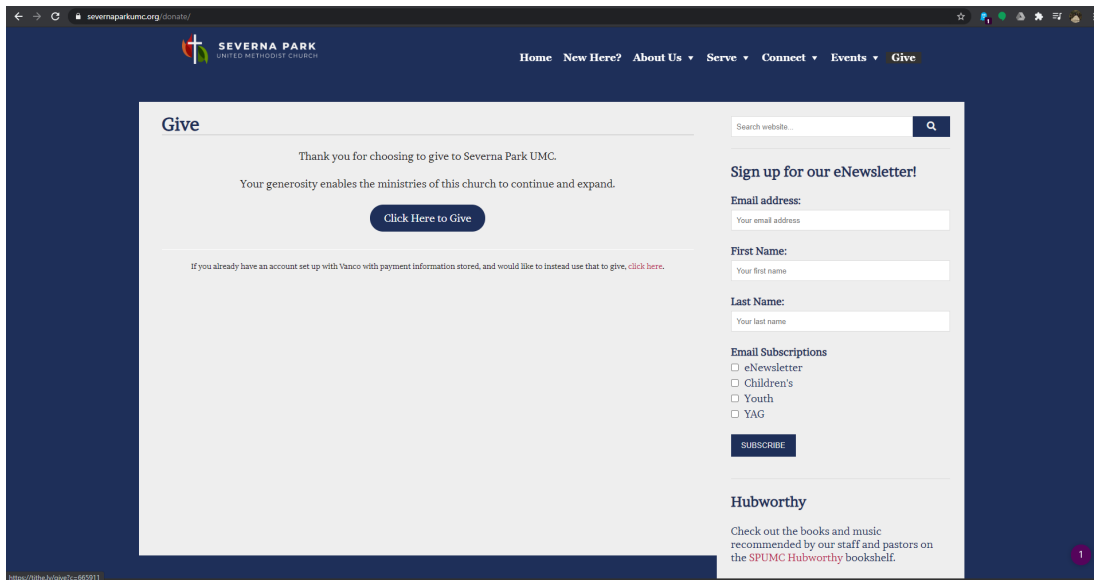 severnaparkumc.org/donate/
SEVERNA PARK
UNITED METHODIST CHURCH
Home New Here? About Us ▾ Serve ▾ Connect ▾ Events ▾ Give
Give
Thank you for choosing to give to Severna Park UMC.
Your generosity enables the ministries of this church to continue and expand.
Click Here to Give
If you already have an account set up with Vanco with payment information stored, and would like to instead use that to give, click here.
Search website...
Sign up for our eNewsletter!
Email address:
Your email address
First Name:
Your first name
Last Name:
Your last name
Email Subscriptions
eNewsletter
Children's
Youth
YAG
SUBSCRIBE
Hubworthy
Check out the books and music
recommended by our staff and pastors on
the SPUMC Hubworthy bookshelf.
1
https://tithe.ly/give?c=665911